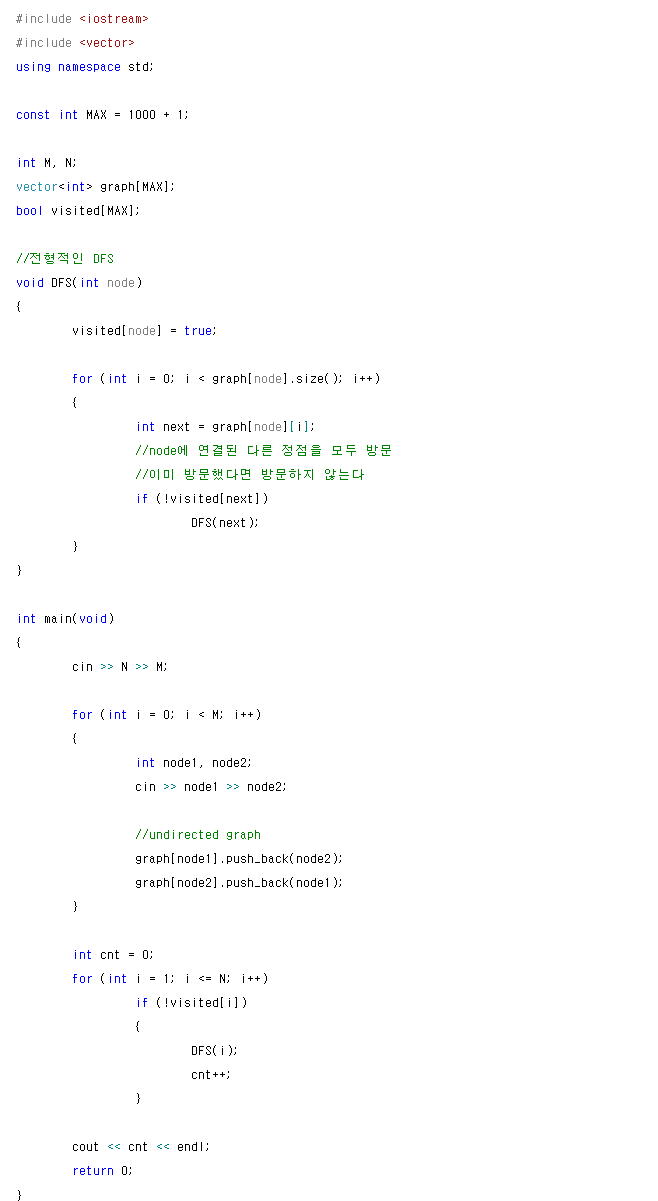 #include <iostream>
#include <vector>
using namespace std;
const int MAX = 1000 + 1;
int M, N;
vector<int> graph[MAX];
bool visited[MAX];
//전형적인 DFS
void DFS(int node)
{
visited[node] = true;
for (int i = 0; i < graph[node].size(); i++)
{
int next = graph[node][i];
//node에 연결된 다른 정점을 모두 방문
//이미 방문했다면 방문하지 않는다
if (!visited[next])
DFS(next);
}
}
int main(void)
{
cin >> N >> M;
for (int i = 0; i < M; i++)
{
int node1, node2;
cin >> node1 >> node2;
//undirected graph
graph[node1].push_back(node2);
graph[node2].push_back(node1);
}
int cnt = 0;
for (int i = 1; i <= N; i++)
if (!visited[i])
{
DFS(i);
cnt++;
}
cout << cnt << endl;
return 0;
}